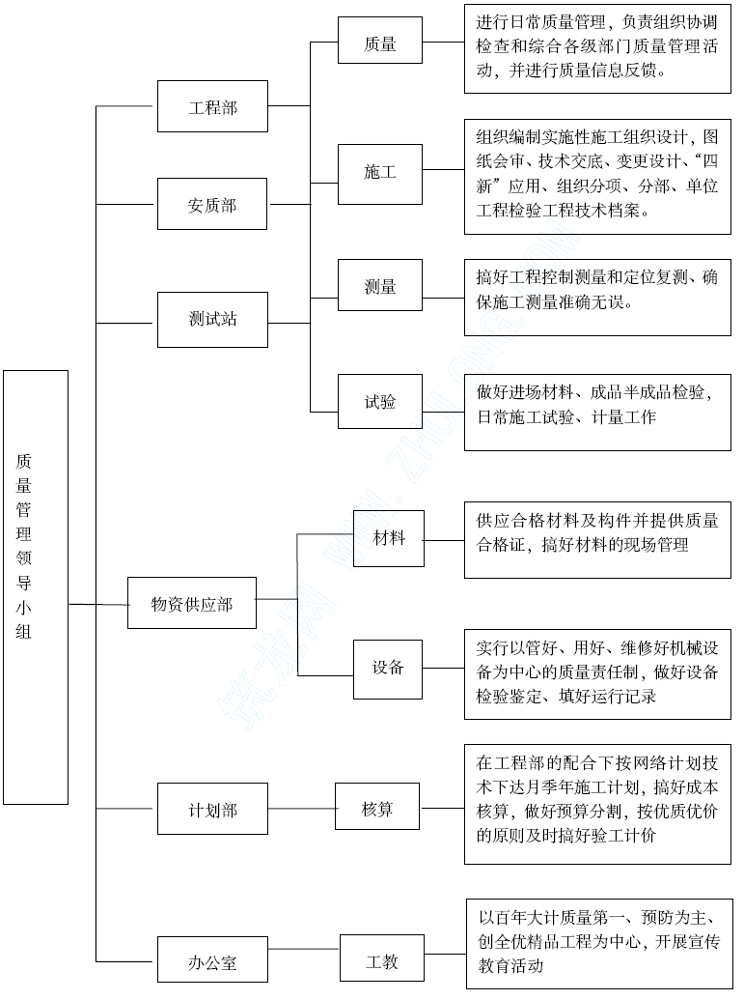 质量管理领导小组
工程部
安质部
测试站
质量
进行日常质量管理，负责组织协调
检查和综合各级部门质量管理活
动，并进行质量信息反馈。
施工
组织编制实施性施工组织设计，图
纸会审、技术交底、变更设计、“四
新”应用、组织分项、分部、单位
工程检验工程技术档案。
测量
搞好工程控制测量和定位复测、确
保施工测量准确无误。
试验
做好进场材料、成品半成品检验，
日常施工试验、计量工作
物资供应部
材料
供应合格材料及构件并提供质量
合格证，搞好材料的现场管理
设备
实行以管好、用好、维修好机械设
备为中心的质量责任制，做好设备
检验鉴定、填好运行记录
计划部
核算
在工程部的配合下按网络计划技
术下达月季年施工计划，搞好成本
核算，做好预算分割，按优质优价
的原则及时搞好验工计价
办公室
工教
以百年大计质量第一、预防为主、
创全优精品工程为中心，开展宣传
教育活动
筑龙网 WWW.ZHULONG.COM